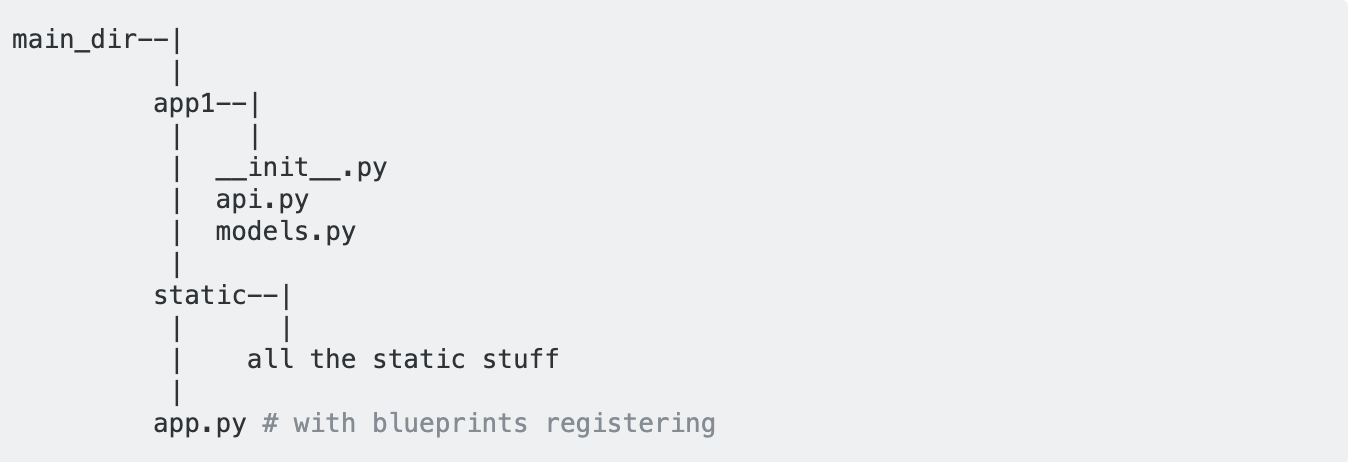 main_dir--|
          |
         app1--|
          |    |
          |  __init__.py
          |  api.py
          |  models.py
          |
         static--|
          |      |
          |    all the static stuff
          |
         app.py # with blueprints registering